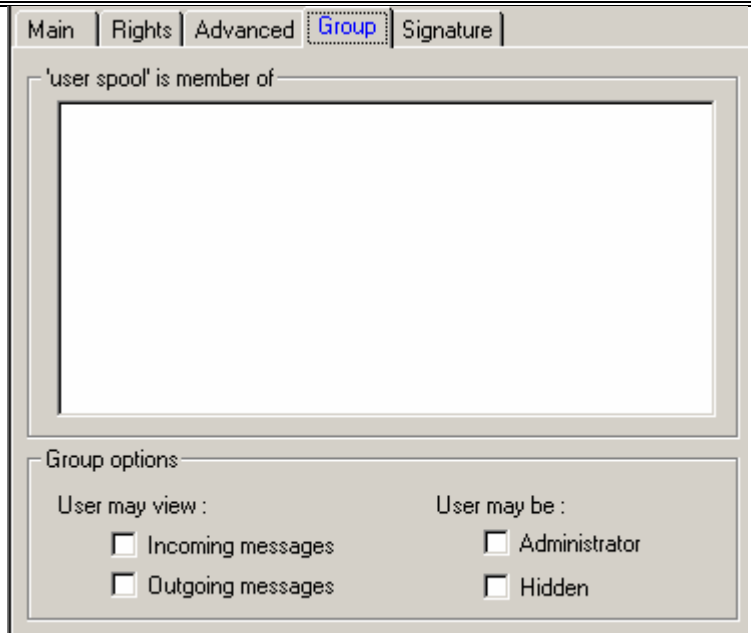 Main Rights Advanced Group Signature
'user spool' is member of
Group options
User may view : User may be :
Incoming messages Administrator
Outgoing messages Hidden